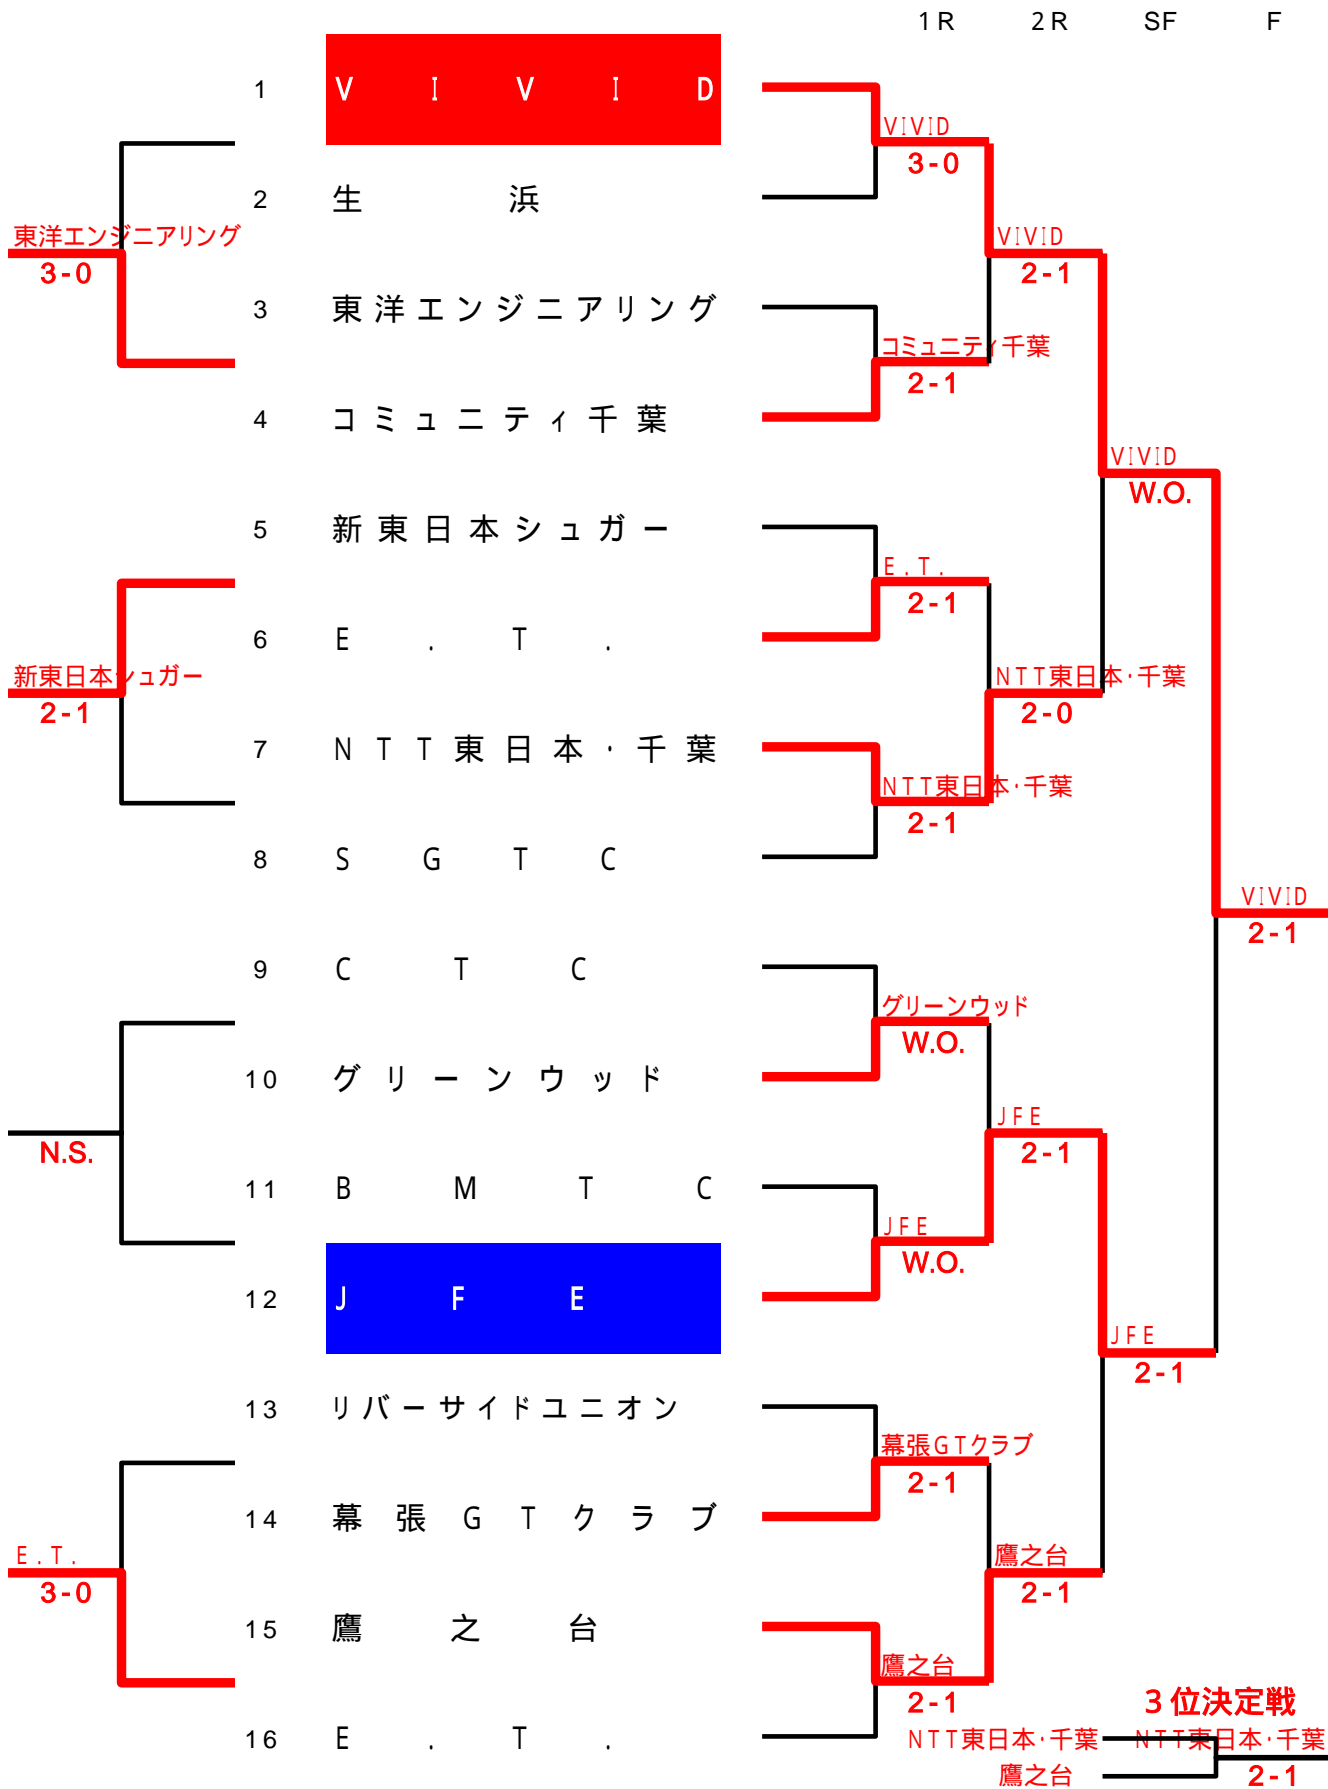 1R 2R SF F
1 VIVID
VIVID
3-0
2 生浜
東洋エンジニアリング
3-0
VIVID
2-1
3 東洋エンジニアリング
コミュニティ千葉
2-1
4 コミュニティ千葉
VIVID
W.O.
5 新東日本シュガー
E.T.
2-1
6 E.T.
新東日本シュガー
2-1
NTT東日本・千葉
2-0
7 NTT東日本・千葉
NTT東日本・千葉
2-1
8 SGTC
VIVID
2-1
9 CTC
グリーンウッド
W.O.
10 グリーンウッド
N.S.
JFE
2-1
11 BMTC
JFE
W.O.
12 JFE
JFE
2-1
13 リバーサイドユニオン
幕張GTクラブ
2-1
14 幕張GTクラブ
E.T.
3-0
鷹之台
2-1
15 鷹之台
鷹之台
2-1
3位決定戦
16 E.T.
NTT東日本・千葉 NTT東日本・千葉
鷹之台 2-1